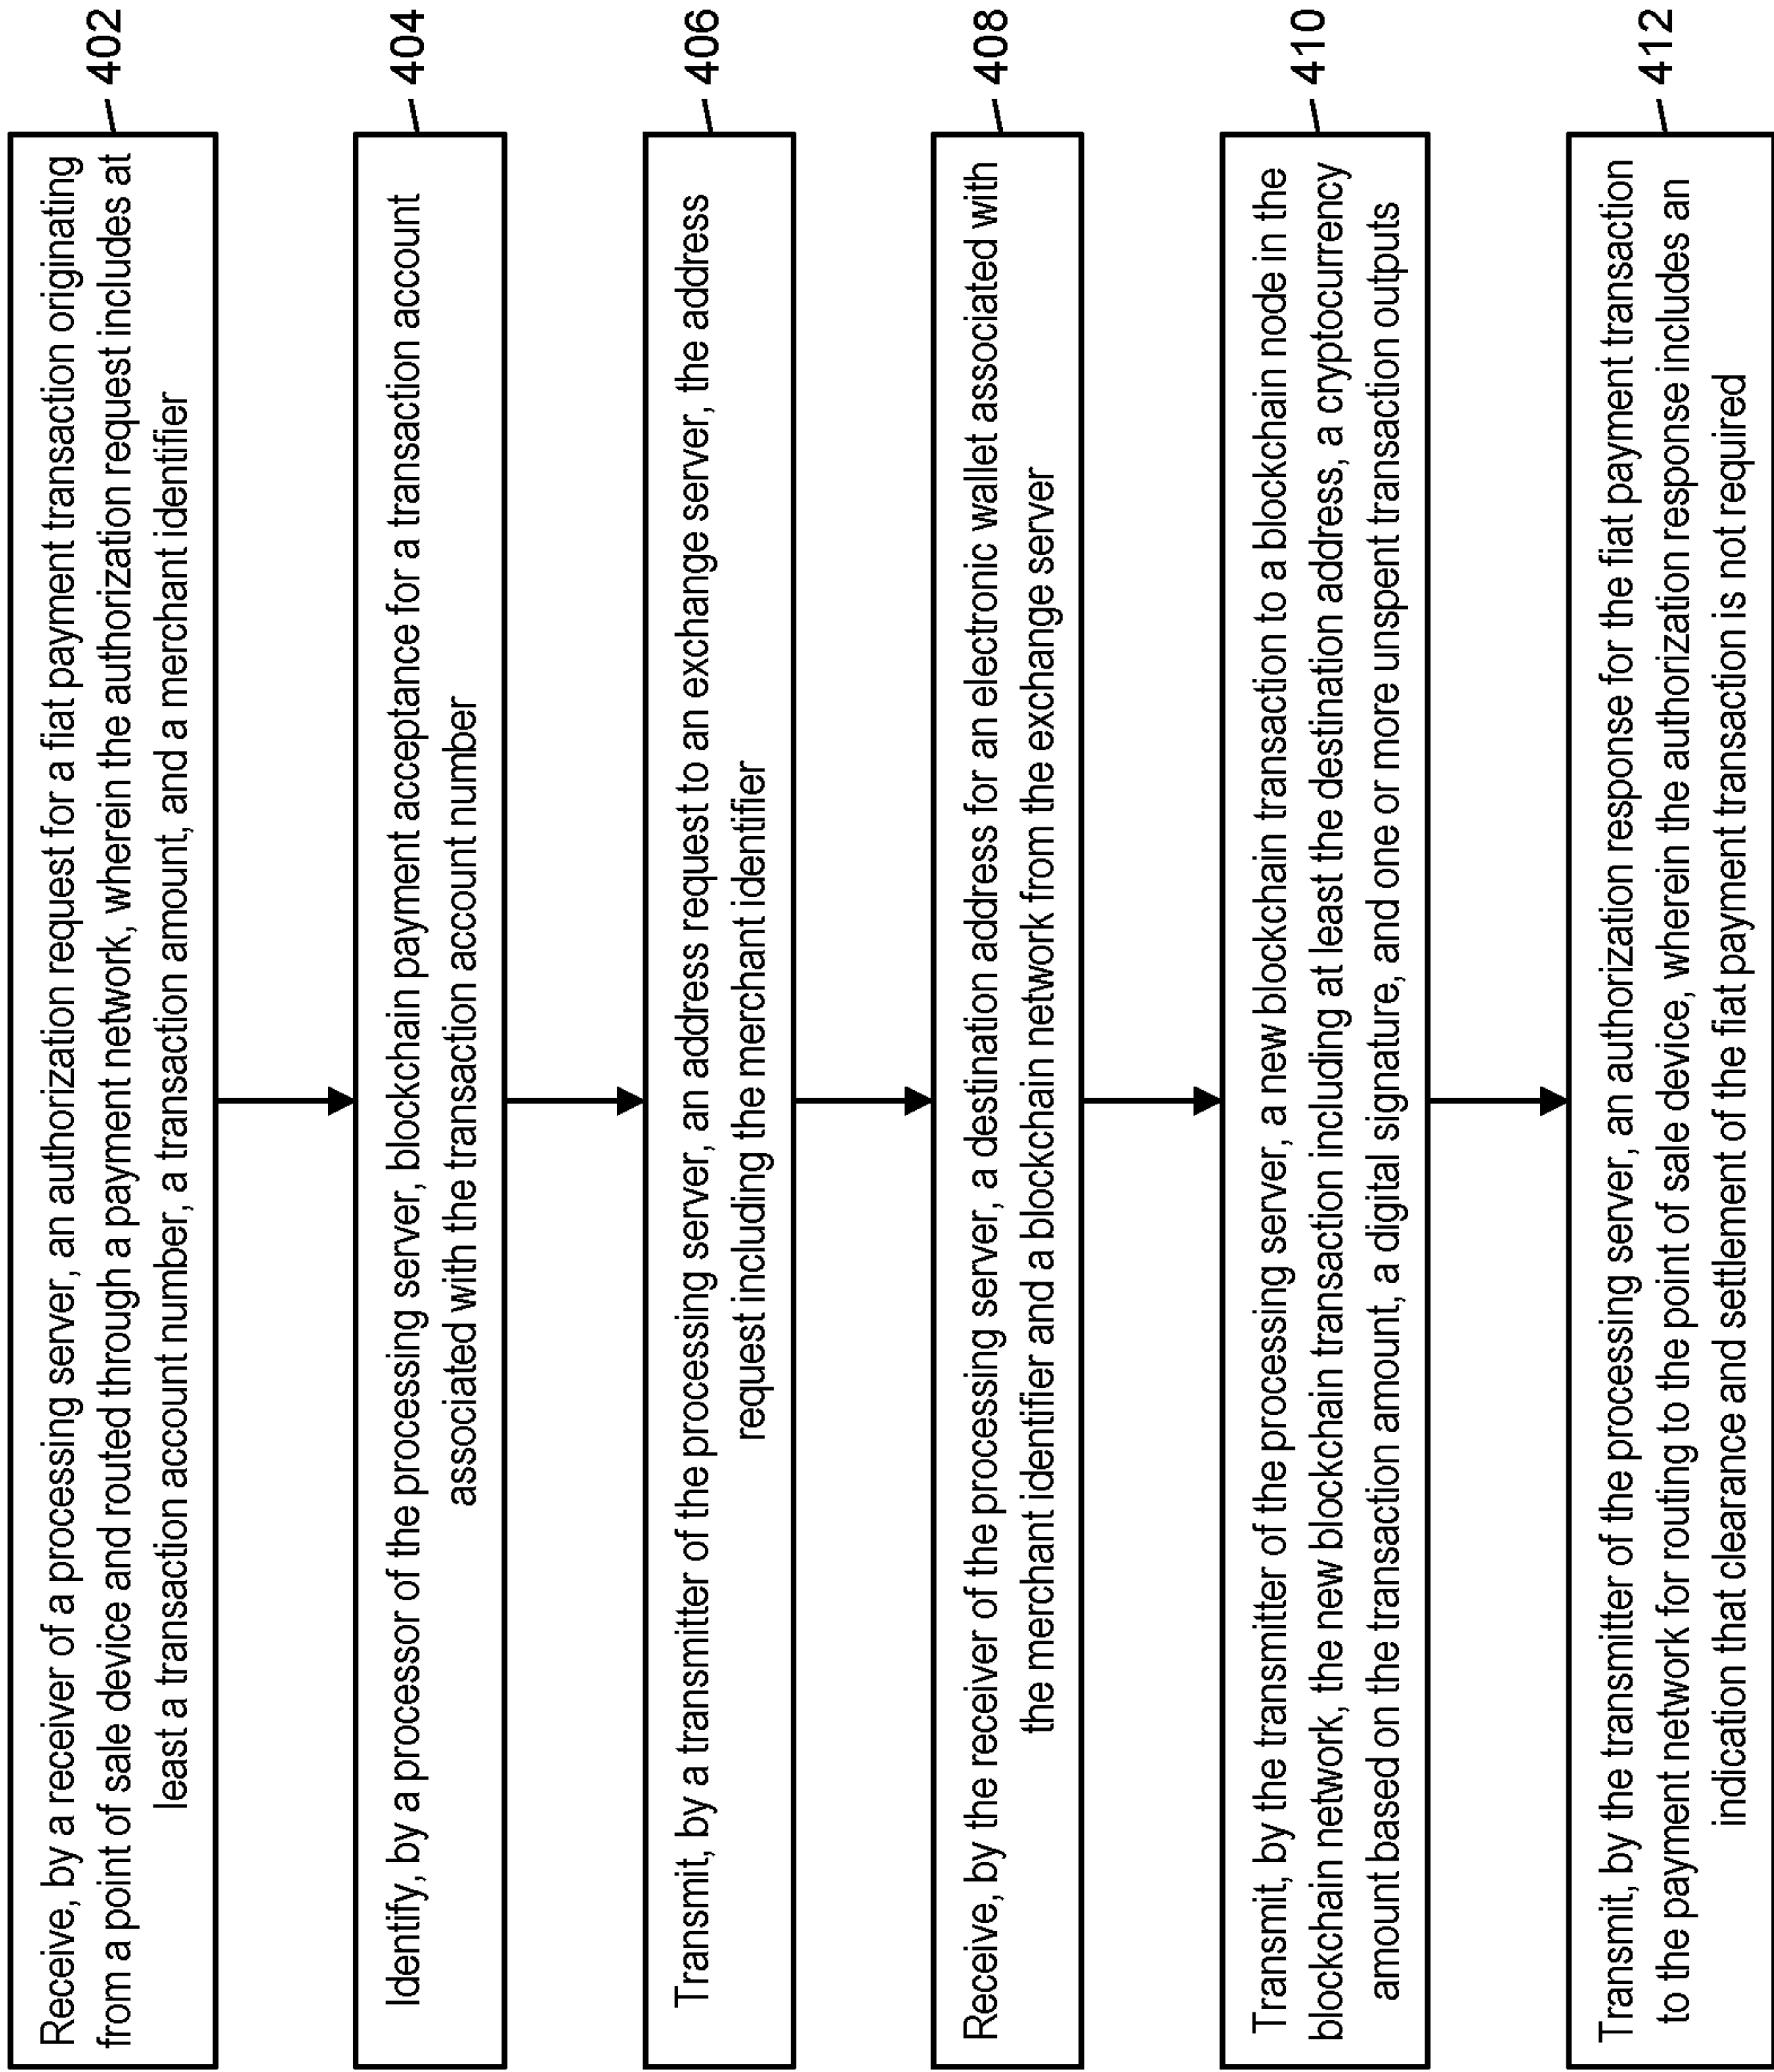 Receive, by a receiver of a processing server, an authorization request for a fiat payment transaction originating
from a point of sale device and routed through a payment network, wherein the authorization request includes at
least a transaction account number, a transaction amount, and a merchant identifier
402
Identify, by a processor of the processing server, blockchain payment acceptance for a transaction account
associated with the transaction account number
404
Transmit, by a transmitter of the processing server, an address request to an exchange server, the address
request including the merchant identifier
406
Receive, by the receiver of the processing server, a destination address for an electronic wallet associated with
the merchant identifier and a blockchain network from the exchange server
408
Transmit, by the transmitter of the processing server, a new blockchain transaction to a blockchain node in the
blockchain network, the new blockchain transaction including at least the destination address, a cryptocurrency
amount based on the transaction amount, a digital signature, and one or more unspent transaction outputs
410
Transmit, by the transmitter of the processing server, an authorization response for the fiat payment transaction
to the payment network for routing to the point of sale device, wherein the authorization response includes an
indication that clearance and settlement of the fiat payment transaction is not required
412